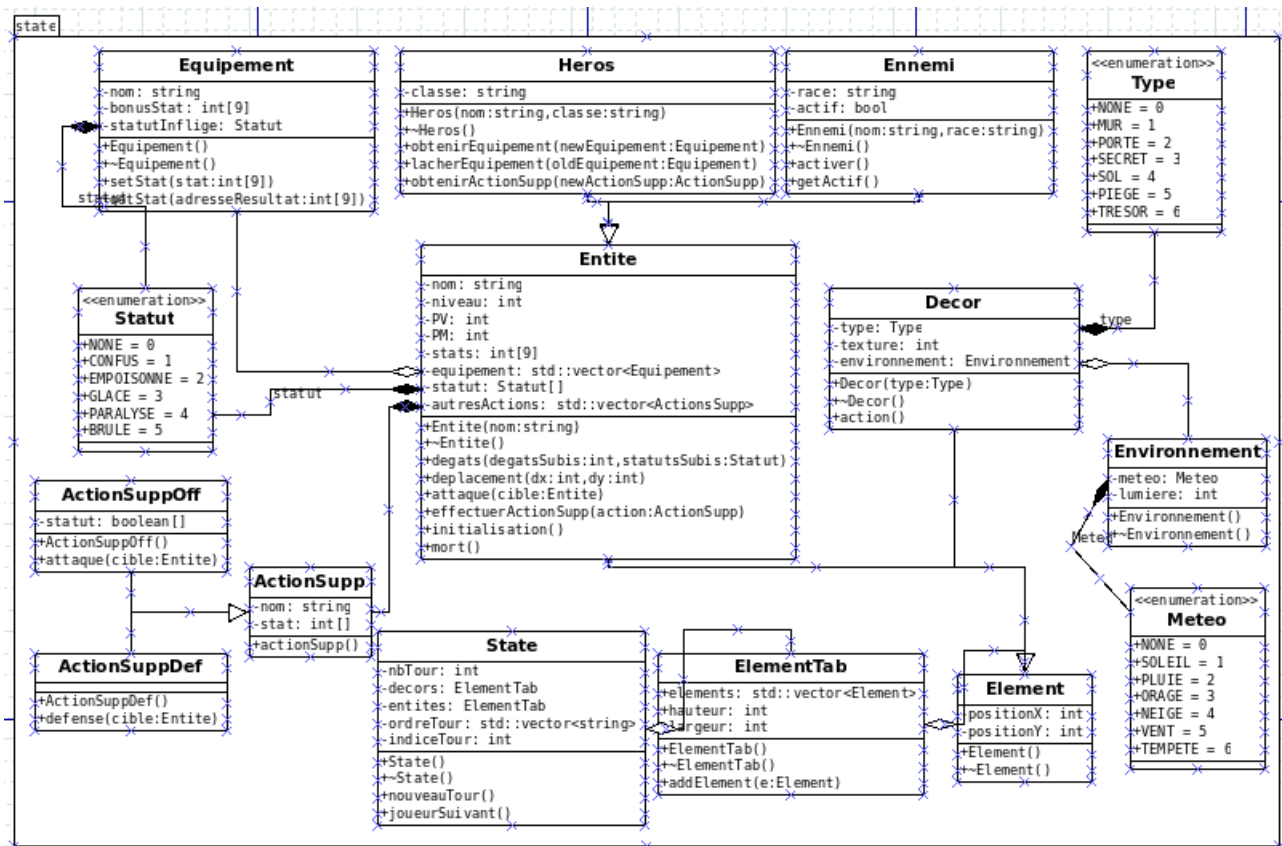 state
Equipement
-nom: string
-bonusStat: int[9]
-statutInflige: Statut
+Equipement()
+~Equipement()
+setStat(stat:int[9])
(adresseResultat:int[9])
Heros
-classe: string
+Heros(nom:string,classe:string)
+~Heros()
+obtenirEquipement(newEquipement:Equipement)
+lacherEquipement(oldEquipement:Equipement)
+obtenirActionSupp(newActionSupp:ActionSupp)
Ennemi
-race: string
-actif: bool
+Ennemi(nom:string,race:string)
+~Ennemi()
+activer()
+getActif()
<<enumeration>>
Type
+NONE = 0
+MUR = 1
+PORTE = 2
+SECRET = 3
+SOL = 4
+PIEGE = 5
+TRESOR = 6
<<enumeration>>
Statut
+NONE = 0
+CONFUS = 1
+EMPOISONNE = 2
+GLACE = 3
+PARALYSE = 4
+BRULE = 5
statut
Entite
-nom: string
-niveau: int
-PV: int
-PM: int
-stats: int[9]
-equipement: std::vector<Equipement>
-statut: Statut[]
-autresActions: std::vector<ActionsSupp>
+Entite(nom:string)
+~Entite()
+degats(degatsSubis:int,statutsSubis:Statut)
+deplacement(dx:int,dy:int)
+attaque(cible:Entite)
+effectuerActionSupp(action:ActionSupp)
+initialisation()
+mort()
Decor
-type: Type
-texture: int
-environnement: Environnement
+Decor(type:Type)
+~Decor()
+action()
type
Environnement
-meteo: Meteo
-lumiere: int
+Environnement()
+~Environnement()
<<enumeration>>
Meteo
+NONE = 0
+SOLEIL = 1
+PLUIE = 2
+ORAGE = 3
+NEIGE = 4
+VENT = 5
+TEMPETE = 6
ActionSuppOff
-statut: boolean[]
+ActionSuppOff()
+attaque(cible:Entite)
ActionSupp
-nom: string
-stat: int[]
+actionSupp()
ActionSuppDef
+ActionSuppDef()
+defense(cible:Entite)
State
-nbTour: int
-decors: ElementTab
-entites: ElementTab
-ordreTour: std::vector<string>
-indiceTour: int
+State()
+~State()
+nouveauTour()
+joueurSuivant()
ElementTab
+elements: std::vector<Element>
+hauteur: int
largeur: int
+ElementTab()
+~ElementTab()
+addElement(e:Element)
Element
-positionX: int
-positionY: int
+Element()
+~Element()